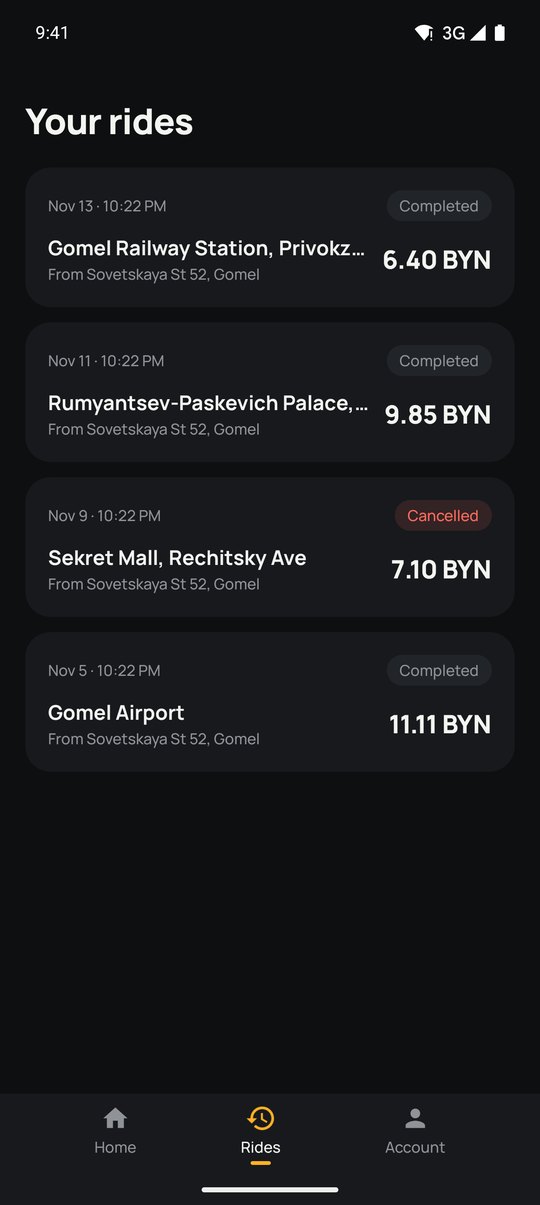 9:41
3G
Your rides
Nov 13 · 10:22 PM
Completed
Gomel Railway Station, Privokz…
6.40 BYN
From Sovetskaya St 52, Gomel
Nov 11 · 10:22 PM
Completed
Rumyantsev-Paskevich Palace,…
9.85 BYN
From Sovetskaya St 52, Gomel
Nov 9 · 10:22 PM
Cancelled
Sekret Mall, Rechitsky Ave
7.10 BYN
From Sovetskaya St 52, Gomel
Nov 5 · 10:22 PM
Completed
Gomel Airport
11.11 BYN
From Sovetskaya St 52, Gomel
Home
Rides
Account